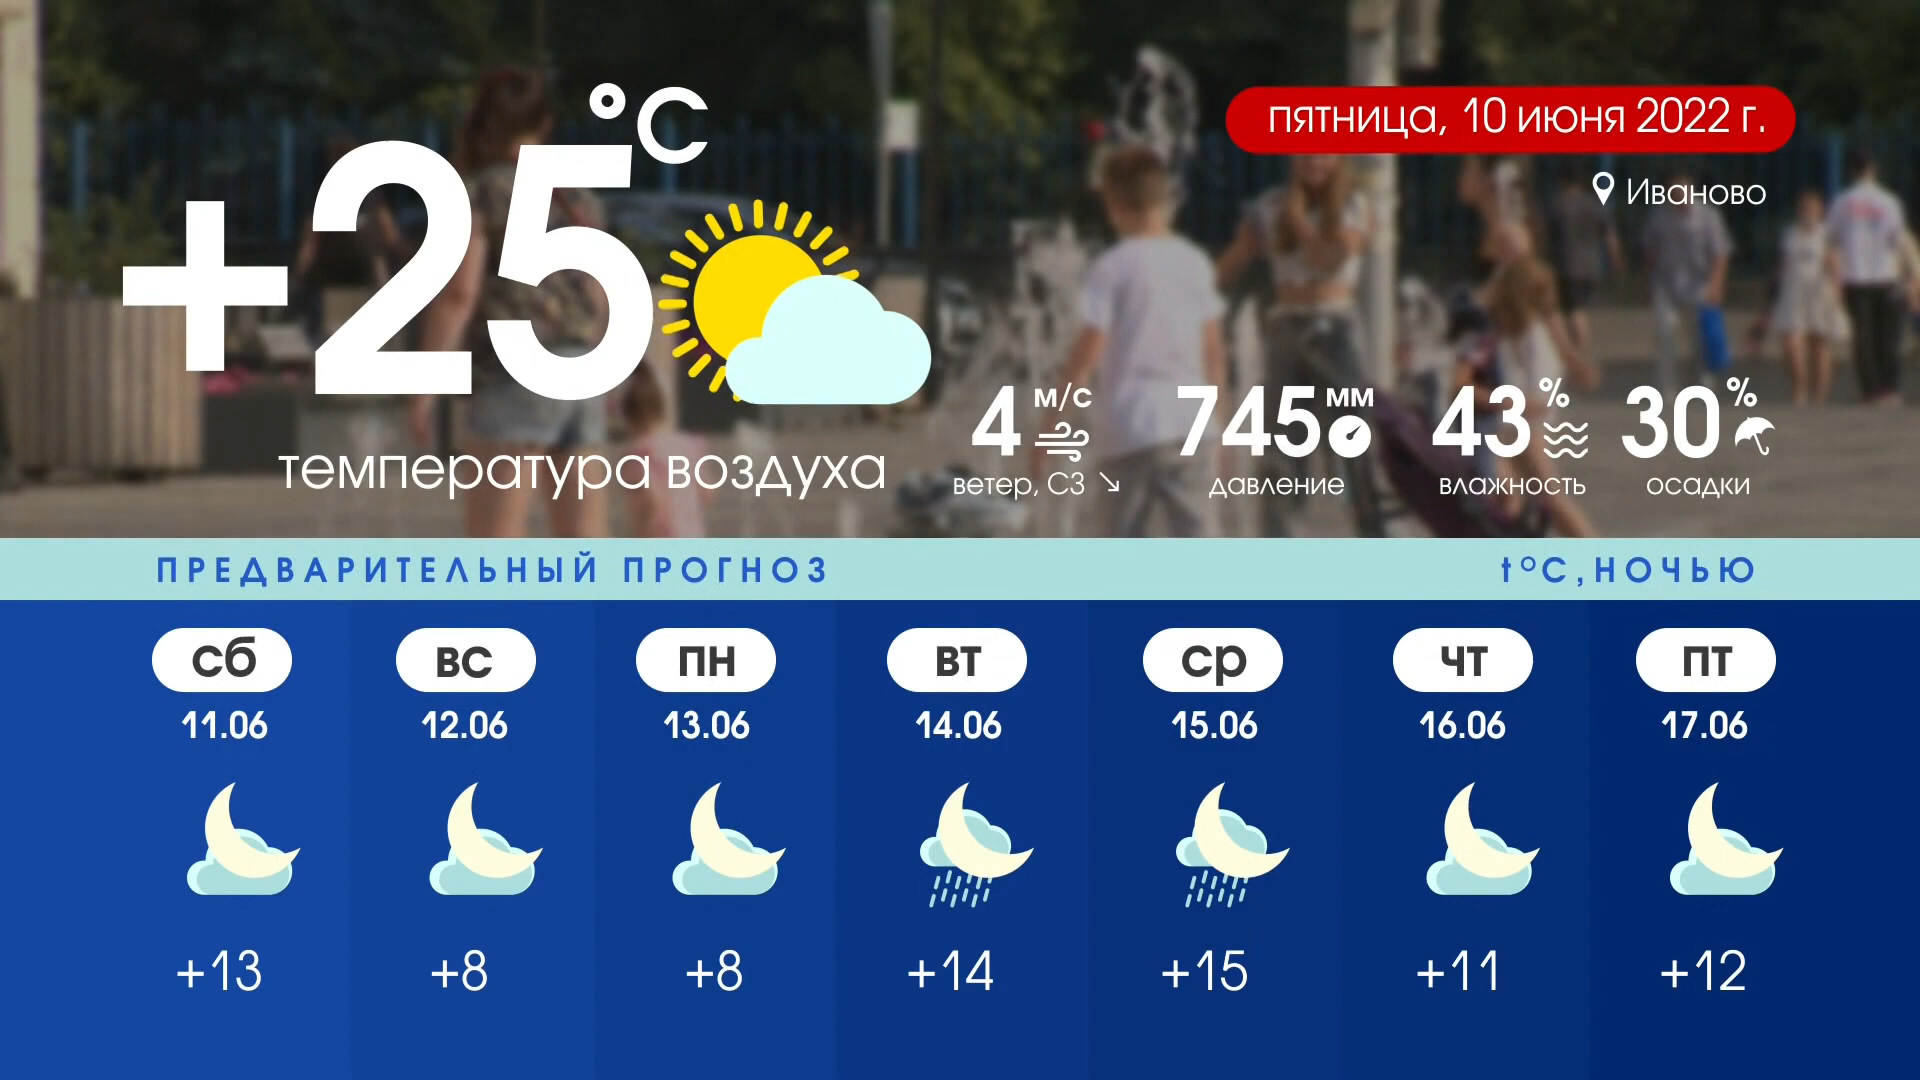 +25 °C
температура воздуха
пятница, 10 июня 2022 г.
Иваново
4 м/с
ветер, СЗ ↘
745 мм
давление
43 %
влажность
30 %
осадки
ПРЕДВАРИТЕЛЬНЫЙ ПРОГНОЗ
t°C, НОЧЬЮ
сб вс пн вт ср чт пт
11.06 12.06 13.06 14.06 15.06 16.06 17.06
+13 +8 +8 +14 +15 +11 +12